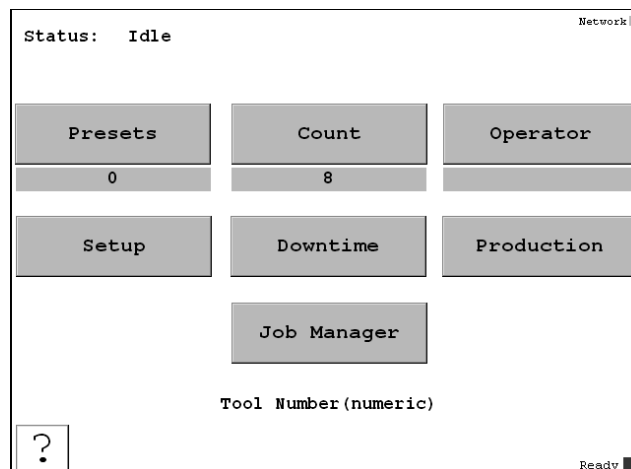 Network
Status: Idle
Presets Count Operator
0 8
Setup Downtime Production
Job Manager
Tool Number(numeric)
?
Ready